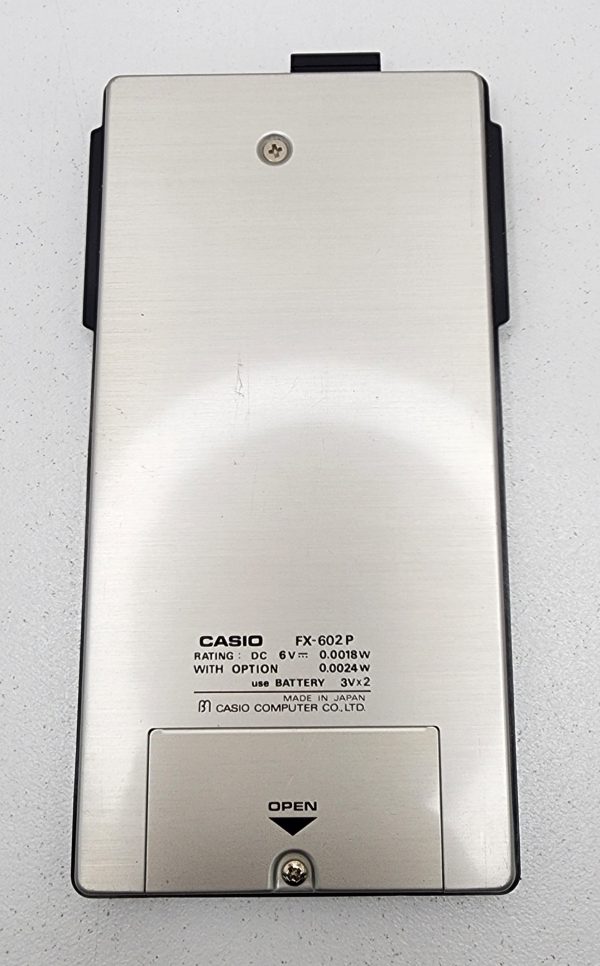 CASIO FX-602P
RATING: DC 6V⎓ 0.0018W
WITH OPTION 0.0024W
use BATTERY 3V×2
MADE IN JAPAN
CASIO COMPUTER CO., LTD.
OPEN